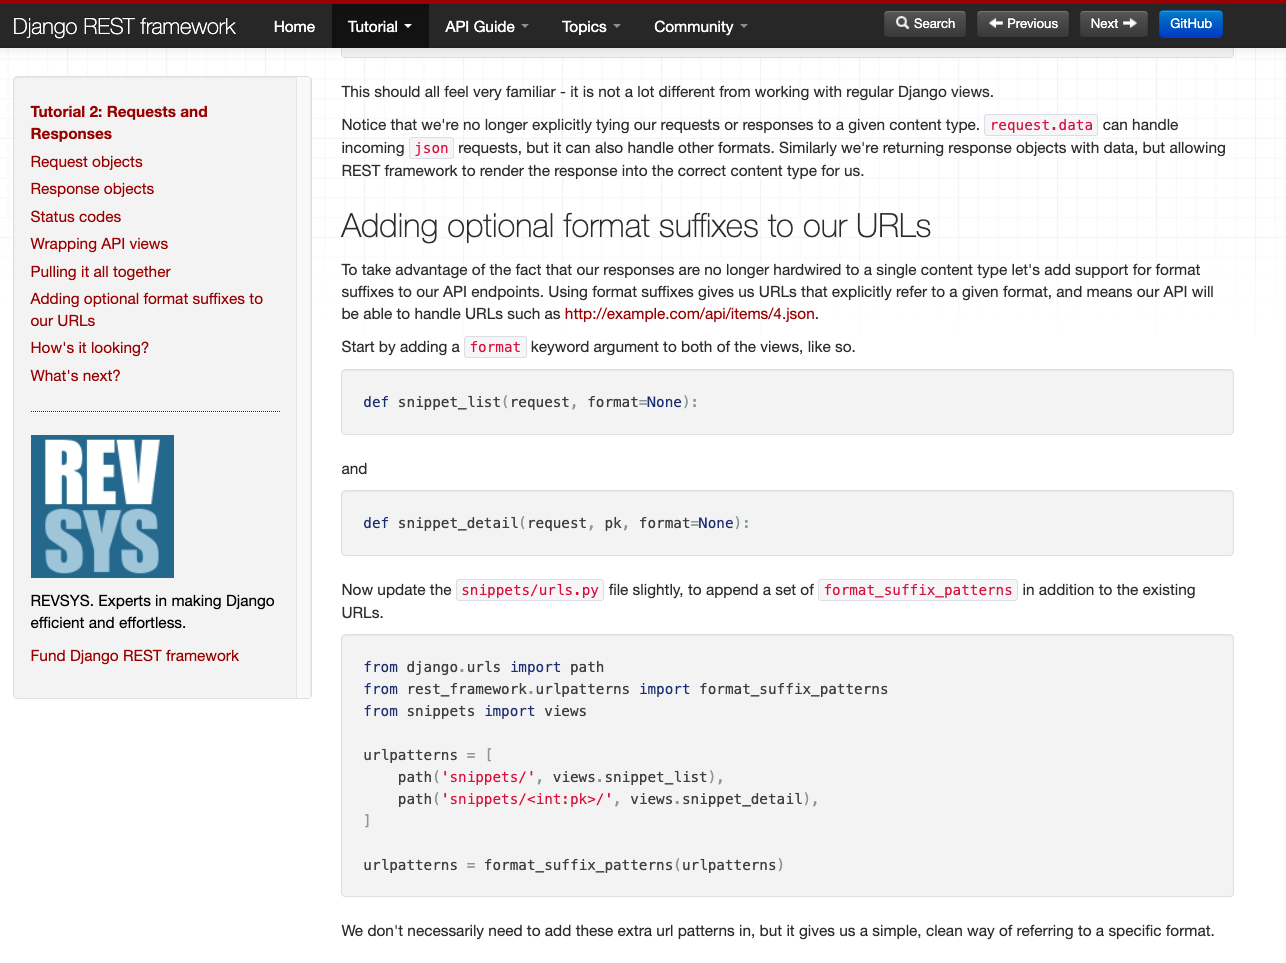 Django REST framework Home Tutorial API Guide Topics Community Search Previous Next GitHub
Tutorial 2: Requests and
Responses
Request objects
Response objects
Status codes
Wrapping API views
Pulling it all together
Adding optional format suffixes to
our URLs
How's it looking?
What's next?
REV
SYS
REVSYS. Experts in making Django
efficient and effortless.
Fund Django REST framework
This should all feel very familiar - it is not a lot different from working with regular Django views.
Notice that we're no longer explicitly tying our requests or responses to a given content type. request.data can handle
incoming json requests, but it can also handle other formats. Similarly we're returning response objects with data, but allowing
REST framework to render the response into the correct content type for us.
Adding optional format suffixes to our URLs
To take advantage of the fact that our responses are no longer hardwired to a single content type let's add support for format
suffixes to our API endpoints. Using format suffixes gives us URLs that explicitly refer to a given format, and means our API will
be able to handle URLs such as http://example.com/api/items/4.json.
Start by adding a format keyword argument to both of the views, like so.
def snippet_list(request, format=None):
and
def snippet_detail(request, pk, format=None):
Now update the snippets/urls.py file slightly, to append a set of format_suffix_patterns in addition to the existing
URLs.
from django.urls import path
from rest_framework.urlpatterns import format_suffix_patterns
from snippets import views
urlpatterns = [
    path('snippets/', views.snippet_list),
    path('snippets/<int:pk>/', views.snippet_detail),
]
urlpatterns = format_suffix_patterns(urlpatterns)
We don't necessarily need to add these extra url patterns in, but it gives us a simple, clean way of referring to a specific format.